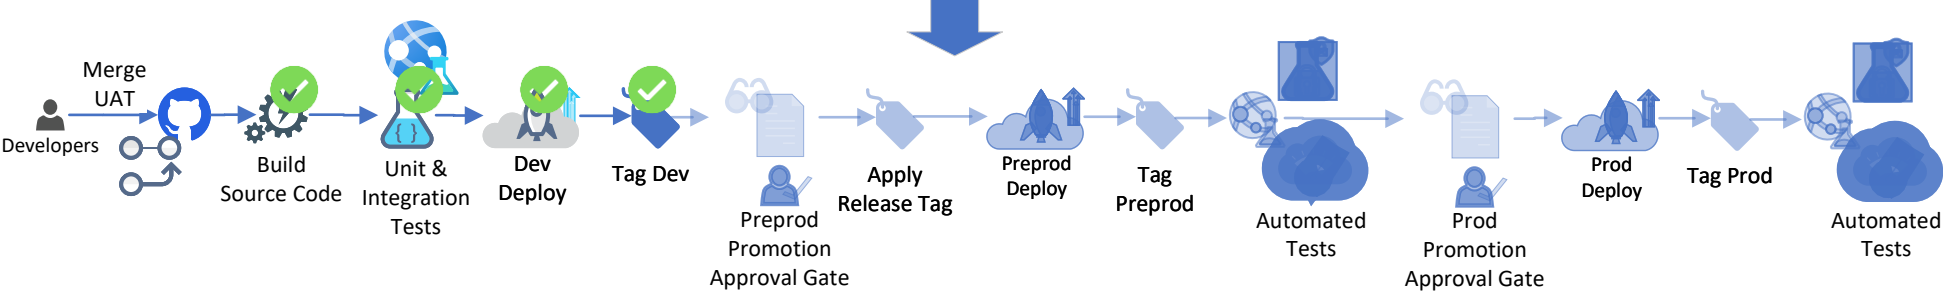 Merge
UAT
Developers
Build
Source Code
{ }
Unit &
Integration
Tests
Dev
Deploy
Tag Dev
Preprod
Promotion
Approval Gate
Apply
Release Tag
Preprod
Deploy
Tag
Preprod
Automated
Tests
Prod
Promotion
Approval Gate
Prod
Deploy
Tag Prod
Automated
Tests